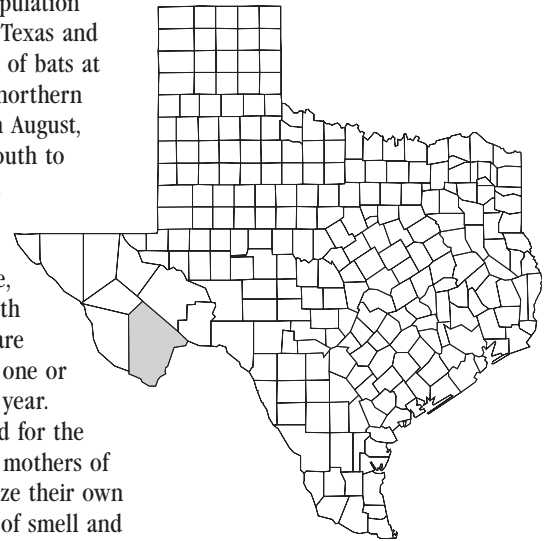 pulation
Texas and
of bats at
northern
August,
outh to
th
are
one or
year.
d for the
mothers of
ze their own
of smell and